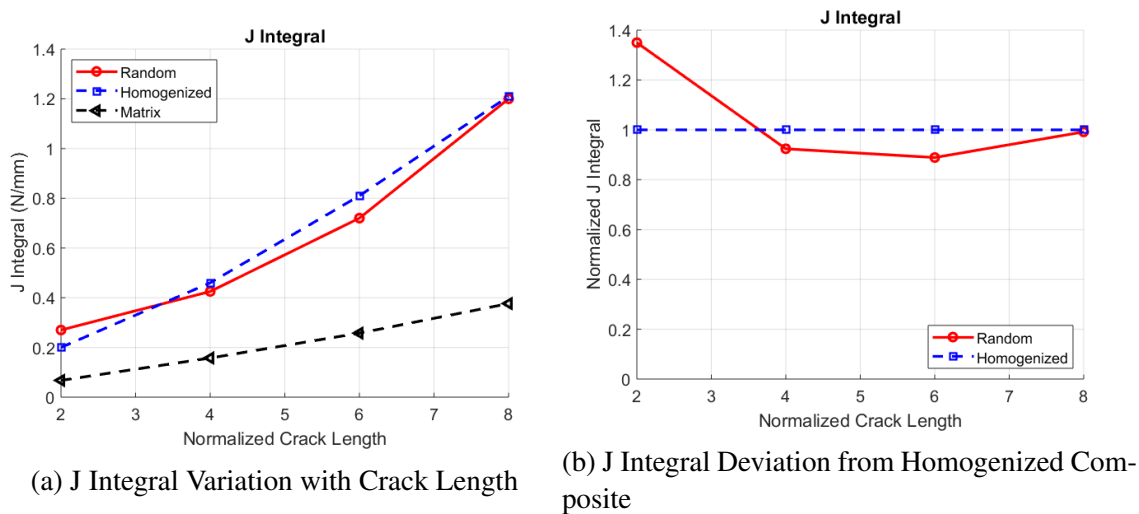 J Integral
1.4
1.2
1
0.8
0.6
0.4
0.2
0
J Integral (N/mm)
Random
Homogenized
Matrix
2 3 4 5 6 7 8
Normalized Crack Length
(a) J Integral Variation with Crack Length
J Integral
1.4
1.2
1
0.8
0.6
0.4
0.2
0
Normalized J Integral
Random
Homogenized
2 3 4 5 6 7 8
Normalized Crack Length
(b) J Integral Deviation from Homogenized Com-
posite